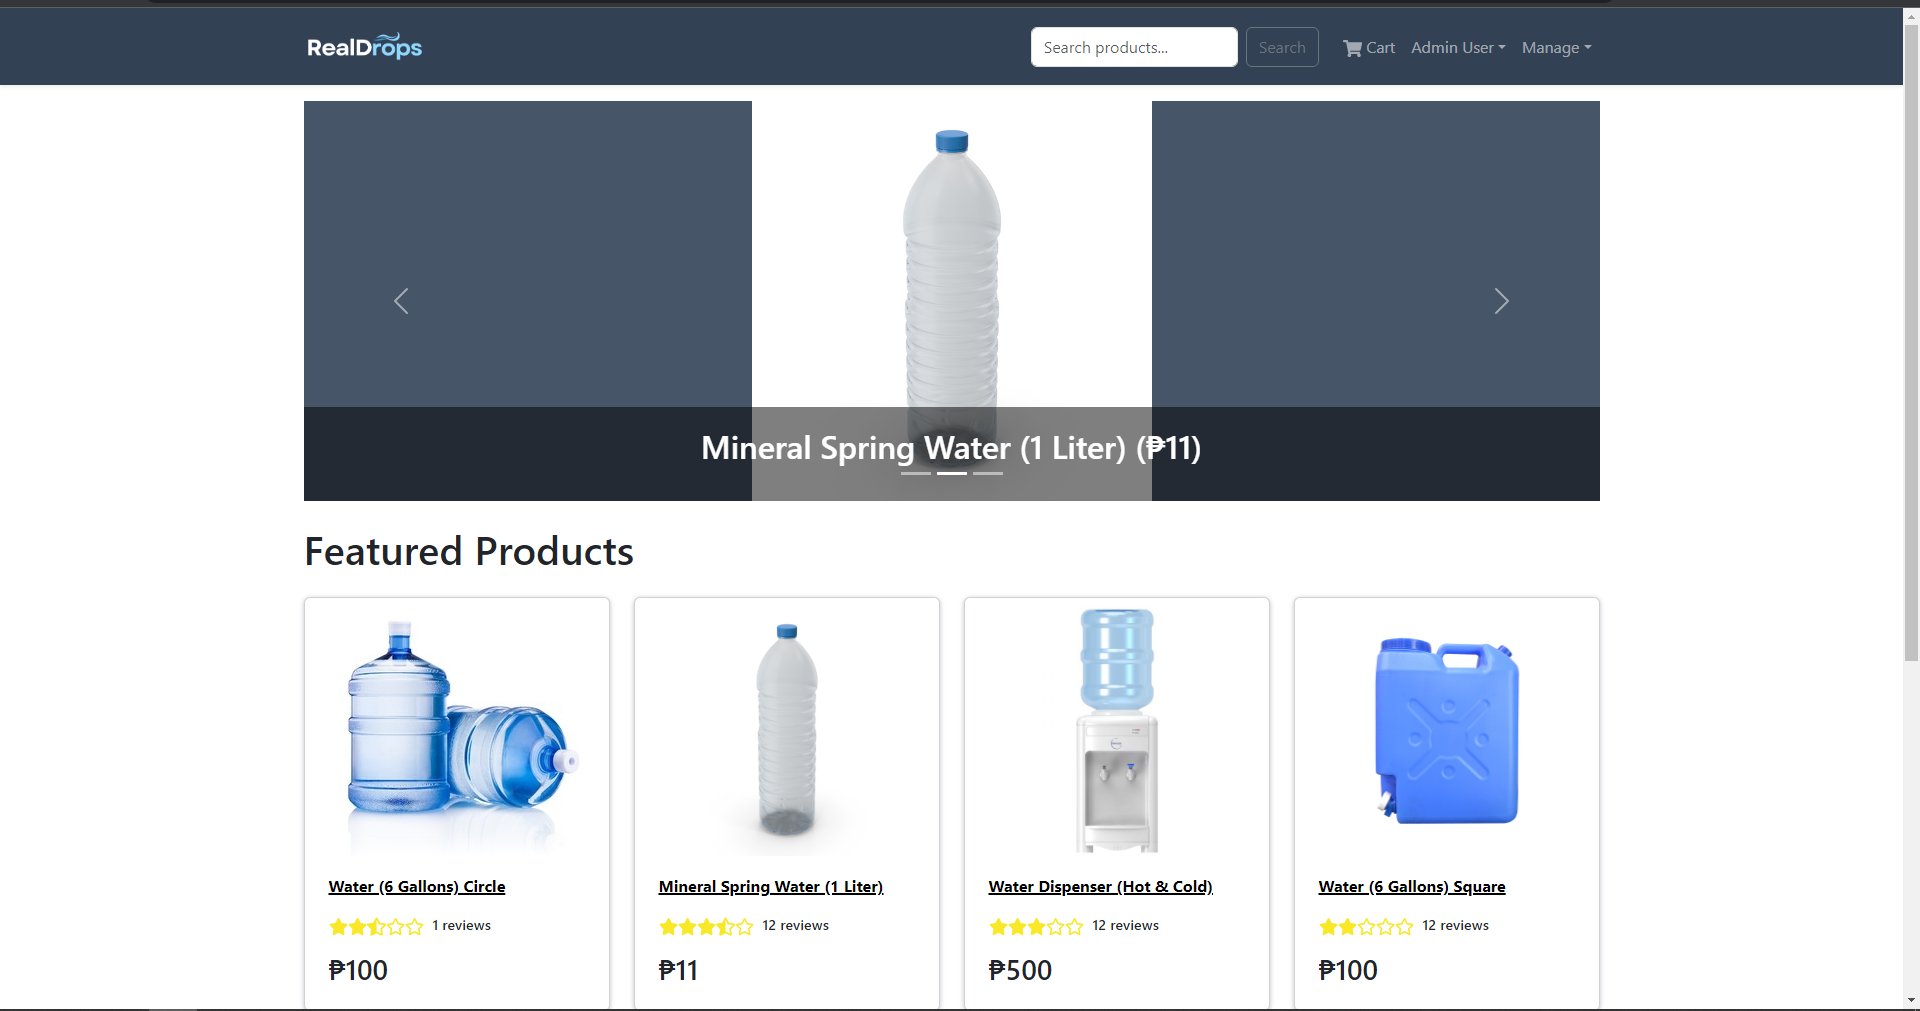 RealDrops
Search products...
Search
Cart
Admin User
Manage
Mineral Spring Water (1 Liter) (₱11)
Featured Products
Water (6 Gallons) Circle
1 reviews
₱100
Mineral Spring Water (1 Liter)
12 reviews
₱11
Water Dispenser (Hot & Cold)
12 reviews
₱500
Water (6 Gallons) Square
12 reviews
₱100